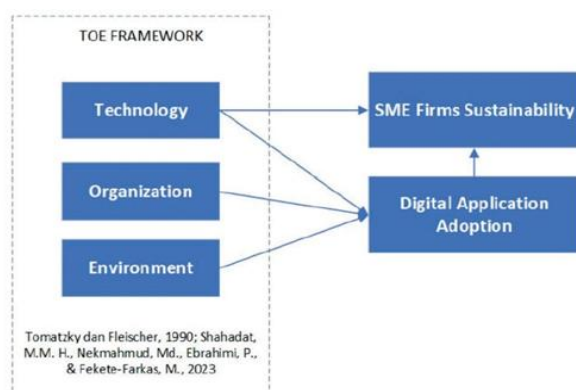 TOE FRAMEWORK
Technology
SME Firms Sustainability
Organization
Digital Application
Adoption
Environment
Tomatzky dan Fleischer, 1990; Shahadat,
M.M. H., Nekmahmud, Md., Ebrahimi, P.,
& Fekete-Farkas, M., 2023